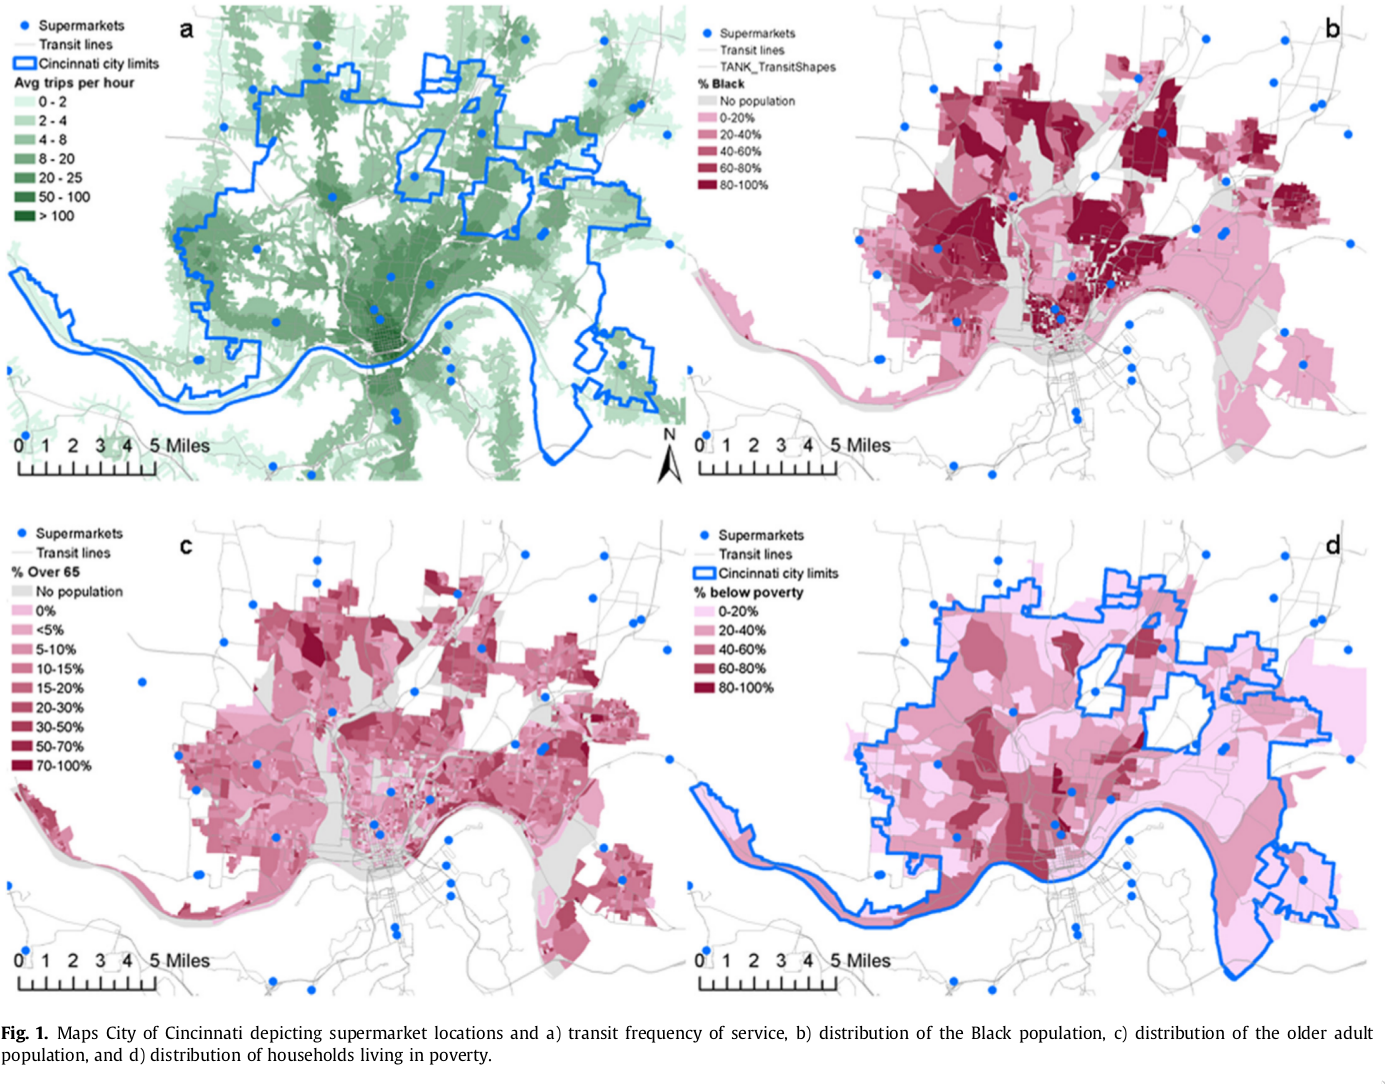 a
Supermarkets
Transit lines
Cincinnati city limits
Avg trips per hour
0 - 2
2 - 4
4 - 8
8 - 20
20 - 25
50 - 100
> 100
0 1 2 3 4 5 Miles
N
b
Supermarkets
Transit lines
TANK_TransitShapes
% Black
No population
0-20%
20-40%
40-60%
60-80%
80-100%
0 1 2 3 4 5 Miles
c
Supermarkets
Transit lines
% Over 65
No population
0%
<5%
5-10%
10-15%
15-20%
20-30%
30-50%
50-70%
70-100%
0 1 2 3 4 5 Miles
d
Supermarkets
Transit lines
Cincinnati city limits
% below poverty
0-20%
20-40%
40-60%
60-80%
80-100%
0 1 2 3 4 5 Miles
Fig. 1. Maps City of Cincinnati depicting supermarket locations and a) transit frequency of service, b) distribution of the Black population, c) distribution of the older adult
population, and d) distribution of households living in poverty.